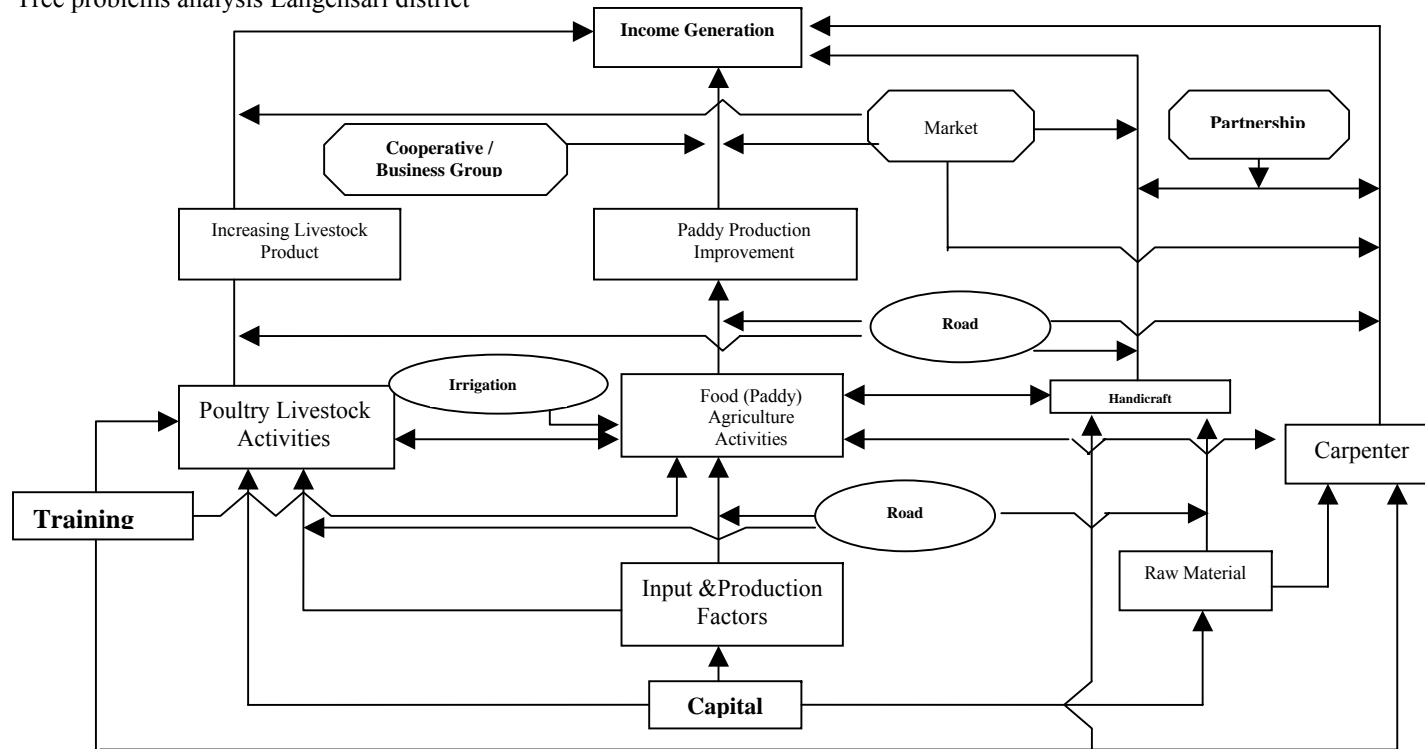 Tree problems analysis Langensari district
Income Generation
Market
Partnership
Cooperative /
Business Group
Increasing Livestock
Product
Paddy Production
Improvement
Road
Irrigation
Poultry Livestock
Activities
Food (Paddy)
Agriculture
Activities
Handicraft
Carpenter
Training
Road
Input &Production
Factors
Raw Material
Capital